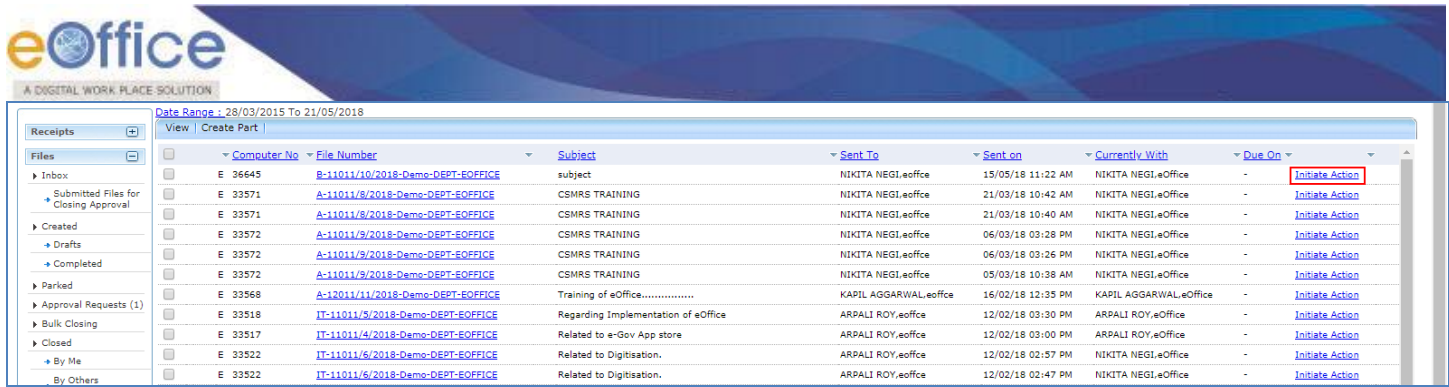 eOffice
A DIGITAL WORK PLACE SOLUTION
Date Range : 28/03/2015 To 21/05/2018
View | Create Part |
Receipts
Files
Inbox
Submitted Files for
Closing Approval
Created
Drafts
Completed
Parked
Approval Requests (1)
Bulk Closing
Closed
By Me
By Others
Computer No File Number Subject Sent To Sent on Currently With Due On
E 36645 B-11011/10/2018-Demo-DEPT-EOFFICE subject NIKITA NEGI,eoffce 15/05/18 11:22 AM NIKITA NEGI,eOffice - Initiate Action
E 33571 A-11011/8/2018-Demo-DEPT-EOFFICE CSMRS TRAINING NIKITA NEGI,eoffce 21/03/18 10:42 AM NIKITA NEGI,eOffice - Initiate Action
E 33571 A-11011/8/2018-Demo-DEPT-EOFFICE CSMRS TRAINING NIKITA NEGI,eoffce 21/03/18 10:40 AM NIKITA NEGI,eOffice - Initiate Action
E 33572 A-11011/9/2018-Demo-DEPT-EOFFICE CSMRS TRAINING NIKITA NEGI,eoffce 06/03/18 03:28 PM NIKITA NEGI,eOffice - Initiate Action
E 33572 A-11011/9/2018-Demo-DEPT-EOFFICE CSMRS TRAINING NIKITA NEGI,eoffce 06/03/18 03:26 PM NIKITA NEGI,eOffice - Initiate Action
E 33572 A-11011/9/2018-Demo-DEPT-EOFFICE CSMRS TRAINING NIKITA NEGI,eoffce 05/03/18 10:38 AM NIKITA NEGI,eOffice - Initiate Action
E 33568 A-12011/11/2018-Demo-DEPT-EOFFICE Training of eOffice............... KAPIL AGGARWAL,eoffce 16/02/18 12:35 PM KAPIL AGGARWAL,eOffice - Initiate Action
E 33518 IT-11011/5/2018-Demo-DEPT-EOFFICE Regarding Implementation of eOffice ARPALI ROY,eoffce 12/02/18 03:30 PM ARPALI ROY,eOffice - Initiate Action
E 33517 IT-11011/4/2018-Demo-DEPT-EOFFICE Related to e-Gov App store ARPALI ROY,eoffce 12/02/18 03:00 PM ARPALI ROY,eOffice - Initiate Action
E 33522 IT-11011/6/2018-Demo-DEPT-EOFFICE Related to Digitisation. ARPALI ROY,eoffce 12/02/18 02:57 PM NIKITA NEGI,eOffice - Initiate Action
E 33522 IT-11011/6/2018-Demo-DEPT-EOFFICE Related to Digitisation. ARPALI ROY,eoffce 12/02/18 02:47 PM NIKITA NEGI,eOffice - Initiate Action